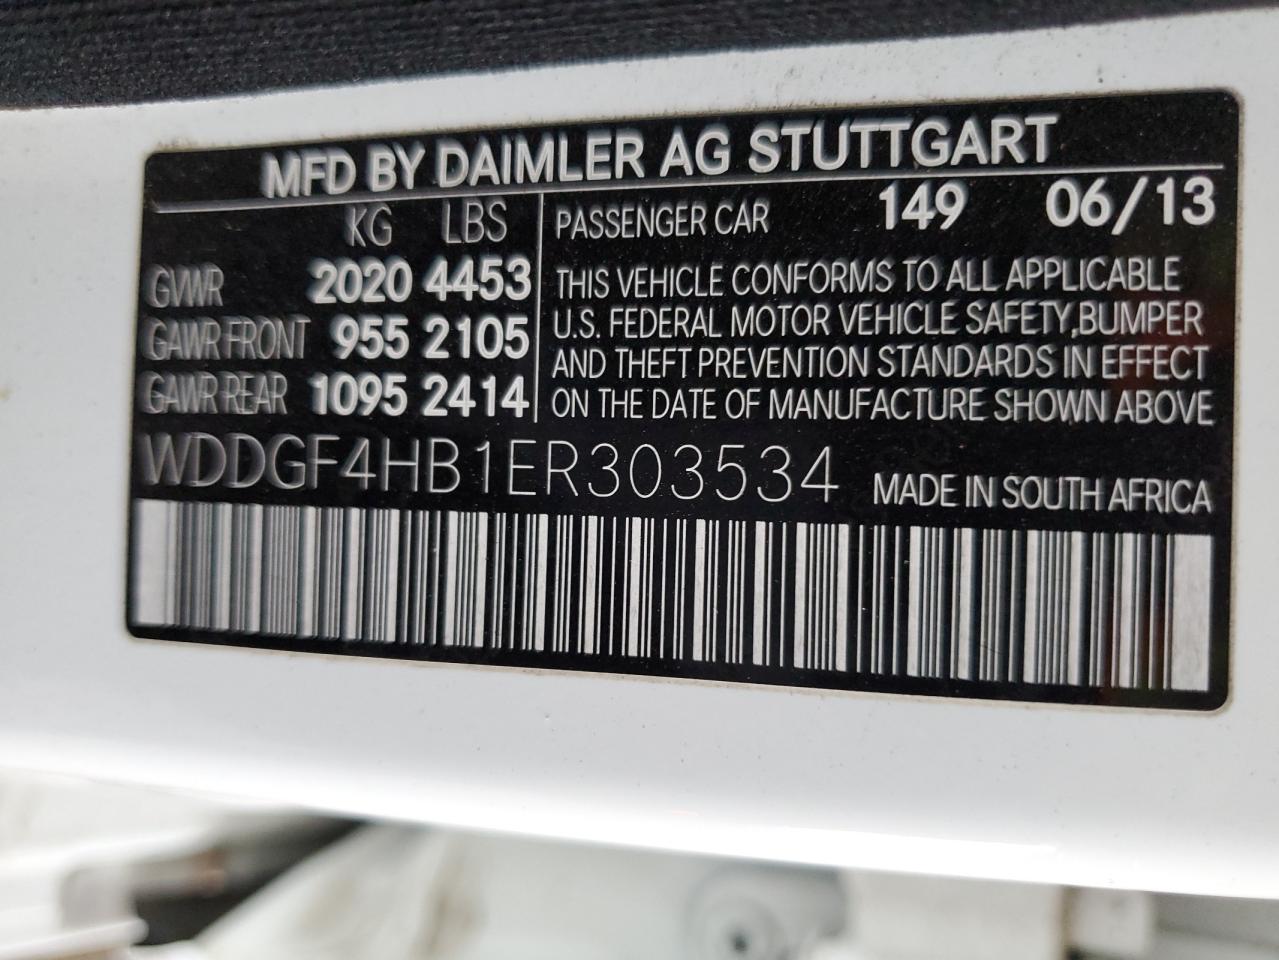 MFD BY DAIMLER AG STUTTGART
KG LBS
GVWR 2020 4453
GAWR FRONT 955 2105
GAWR REAR 1095 2414
PASSENGER CAR 149 06/13
THIS VEHICLE CONFORMS TO ALL APPLICABLE
U.S. FEDERAL MOTOR VEHICLE SAFETY,BUMPER
AND THEFT PREVENTION STANDARDS IN EFFECT
ON THE DATE OF MANUFACTURE SHOWN ABOVE
WDDGF4HB1ER303534 MADE IN SOUTH AFRICA